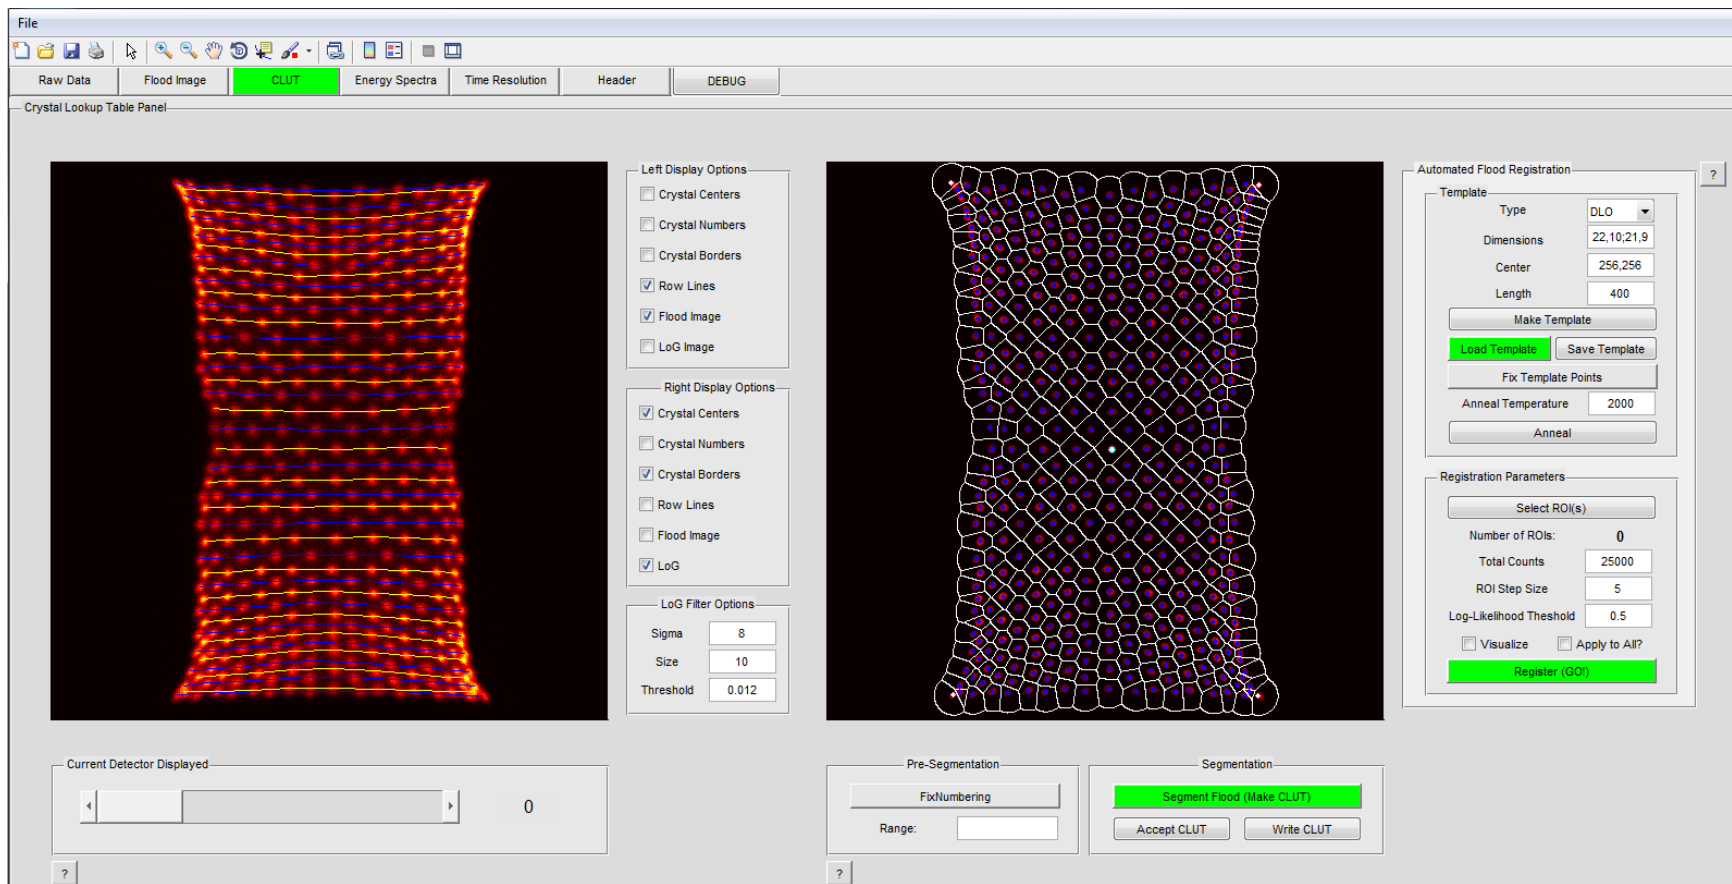 File
Raw Data
Flood Image
CLUT
Energy Spectra
Time Resolution
Header
DEBUG
Crystal Lookup Table Panel
Left Display Options
Crystal Centers
Crystal Numbers
Crystal Borders
Row Lines
Flood Image
LoG Image
Right Display Options
Crystal Centers
Crystal Numbers
Crystal Borders
Row Lines
Flood Image
LoG
LoG Filter Options
Sigma 8
Size 10
Threshold 0.012
Automated Flood Registration
?
Template
Type DLO
Dimensions 22,10;21,9
Center 256,256
Length 400
Make Template
Load Template Save Template
Fix Template Points
Anneal Temperature 2000
Anneal
Registration Parameters
Select ROI(s)
Number of ROIs: 0
Total Counts 25000
ROI Step Size 5
Log-Likelihood Theshold 0.5
Visualize Apply to All?
Register (GO!)
Current Detector Displayed
0
?
Pre-Segmentation
FixNumbering
Range:
?
Segmentation
Segment Flood (Make CLUT)
Accept CLUT Write CLUT